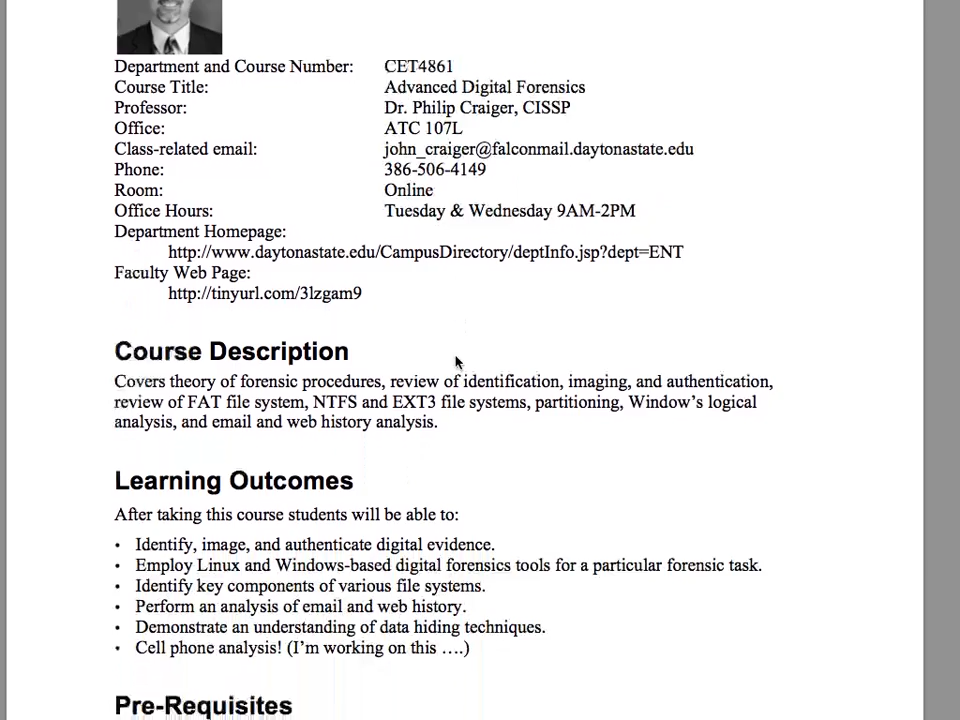 Department and Course Number: CET4861
Course Title: Advanced Digital Forensics
Professor: Dr. Philip Craiger, CISSP
Office: ATC 107L
Class-related email: john_craiger@falconmail.daytonastate.edu
Phone: 386-506-4149
Room: Online
Office Hours: Tuesday & Wednesday 9AM-2PM
Department Homepage:
http://www.daytonastate.edu/CampusDirectory/deptInfo.jsp?dept=ENT
Faculty Web Page:
http://tinyurl.com/3lzgam9
Course Description
Covers theory of forensic procedures, review of identification, imaging, and authentication,
review of FAT file system, NTFS and EXT3 file systems, partitioning, Window’s logical
analysis, and email and web history analysis.
Learning Outcomes
After taking this course students will be able to:
• Identify, image, and authenticate digital evidence.
• Employ Linux and Windows-based digital forensics tools for a particular forensic task.
• Identify key components of various file systems.
• Perform an analysis of email and web history.
• Demonstrate an understanding of data hiding techniques.
• Cell phone analysis! (I’m working on this ….)
Pre-Requisites